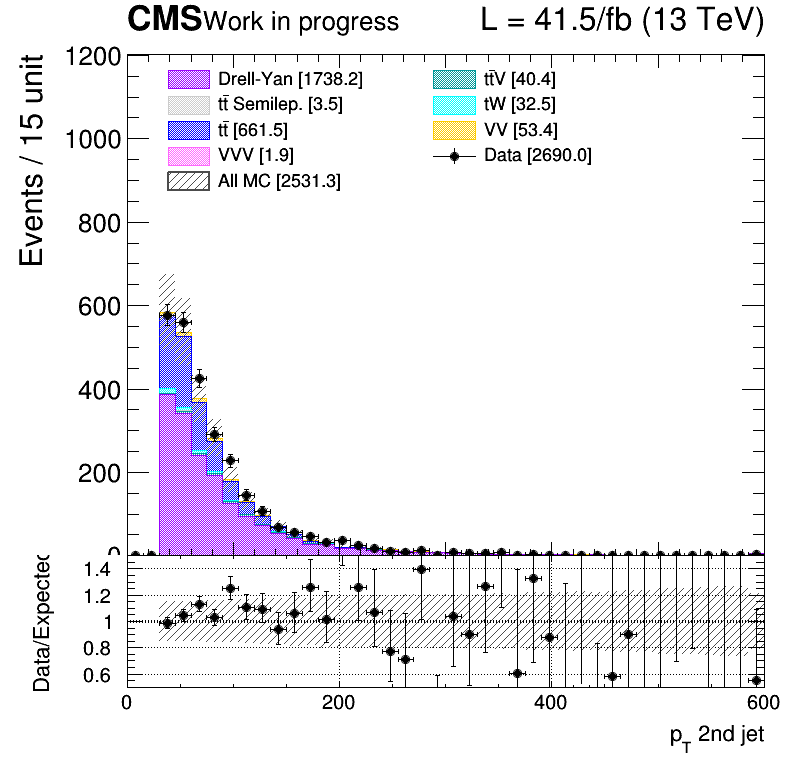 CMS Work in progress L = 41.5/fb (13 TeV)
Events / 15 unit
1200
1000
800
600
400
200
0
Drell-Yan [1738.2]
tt̄ Semilep. [3.5]
tt̄ [661.5]
VVV [1.9]
All MC [2531.3]
tt̄V [40.4]
tW [32.5]
VV [53.4]
Data [2690.0]
Data/Expected
1.4
1.2
1
0.8
0.6
0 200 400 600
p_T 2nd jet